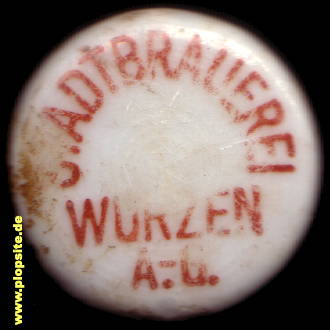 STADTBRAUEREI
WURZEN
A=G.
www.plopsite.de